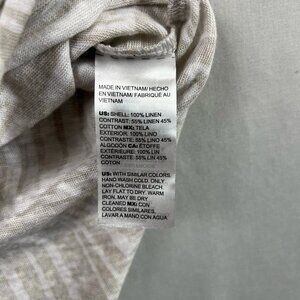 MADE IN VIETNAM/ HECHO
EN VIETNAM/ FABRIQUÉ AU
VIETNAM
US: SHELL: 100% LINEN
CONTRAST: 55% LINEN 45%
COTTON MX: TELA
EXTERIOR: 100% LINO
CONTRASTE: 55% LINO 45%
ALGODÓN CA: ÉTOFFE
EXTÉRIEURE: 100% LIN
CONTRASTE: 55% LIN 45%
COTON
US: WITH SIMILAR COLORS.
HAND WASH COLD. ONLY
NON-CHLORINE BLEACH.
LAY FLAT TO DRY. WARM
IRON. MAY BE DRY
CLEANED MX: CON
COLORES SIMILARES.
LAVAR A MANO CON AGUA